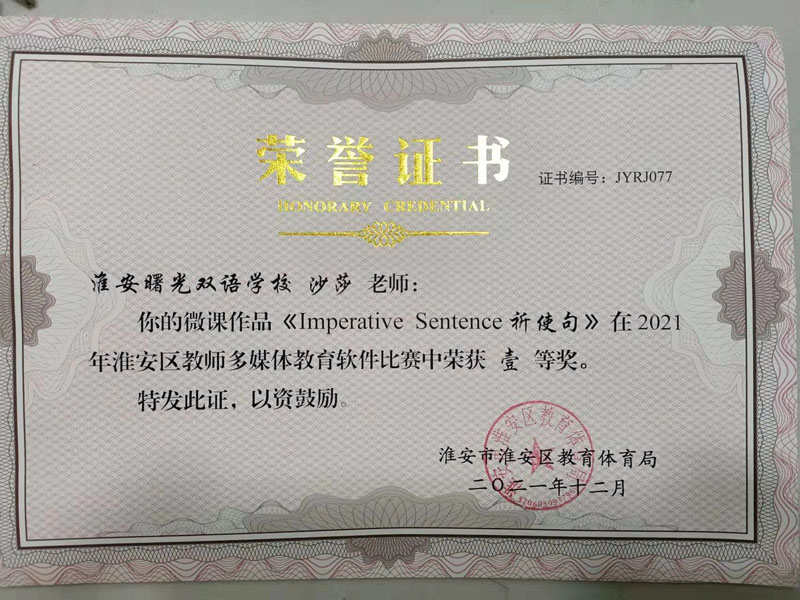 荣誉证书
HONORARY CREDENTIAL
证书编号：JYRJ077
淮安曙光双语学校 沙莎 老师：
你的微课作品《Imperative Sentence 祈使句》在2021
年淮安区教师多媒体教育软件比赛中荣获 壹 等奖。
特发此证，以资鼓励。
淮安市淮安区教育体育局
二〇二一年十二月